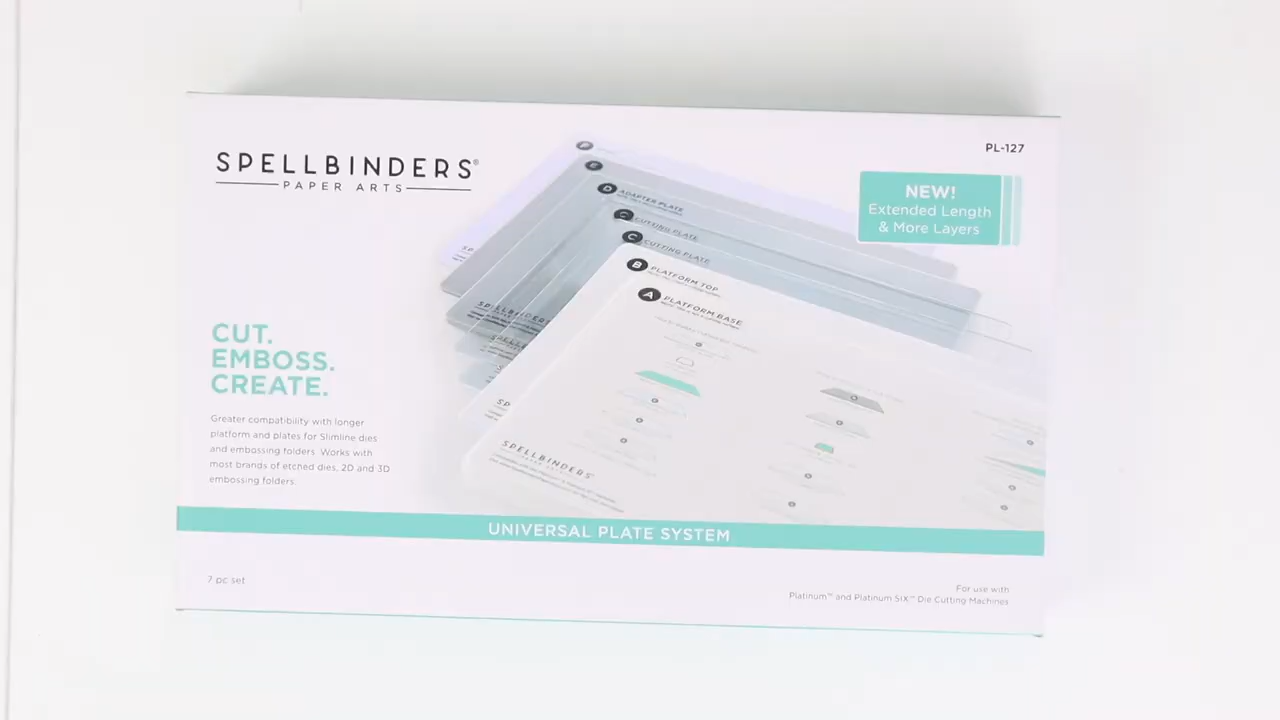 SPELLBINDERS®
PAPER ARTS
PL-127
NEW!
Extended Length
& More Layers
F
E
D ADAPTER PLATE
C CUTTING PLATE
C CUTTING PLATE
B PLATFORM TOP
A PLATFORM BASE
SPELLBINDERS
CUT.
EMBOSS.
CREATE.
Greater compatibility with longer
platform and plates for Slimline dies
and embossing folders. Works with
most brands of etched dies, 2D and 3D
embossing folders.
UNIVERSAL PLATE SYSTEM
7 pc set
For use with
Platinum™ and Platinum SIX™ Die Cutting Machines